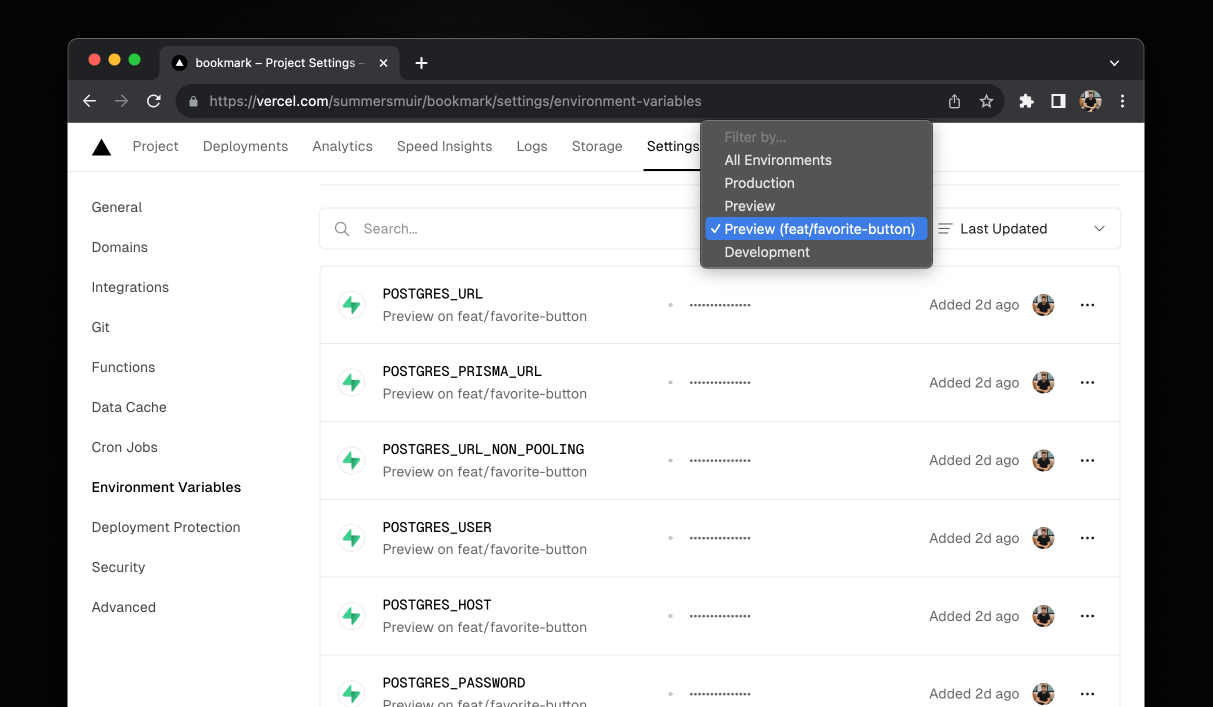 bookmark – Project Settings –
https://vercel.com/summersmuir/bookmark/settings/environment-variables
Project Deployments Analytics Speed Insights Logs Storage Settings
Filter by...
All Environments
Production
Preview
✓ Preview (feat/favorite-button)
Development
General
Domains
Integrations
Git
Functions
Data Cache
Cron Jobs
Environment Variables
Deployment Protection
Security
Advanced
Search...
Last Updated
POSTGRES_URL
Preview on feat/favorite-button
Added 2d ago
POSTGRES_PRISMA_URL
Preview on feat/favorite-button
Added 2d ago
POSTGRES_URL_NON_POOLING
Preview on feat/favorite-button
Added 2d ago
POSTGRES_USER
Preview on feat/favorite-button
Added 2d ago
POSTGRES_HOST
Preview on feat/favorite-button
Added 2d ago
POSTGRES_PASSWORD
Preview on feat/favorite-button
Added 2d ago